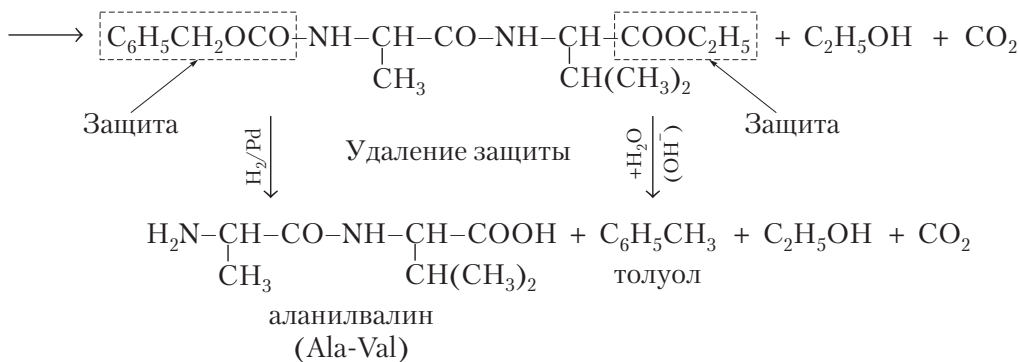 C₆H₅CH₂OCO–NH–CH–CO–NH–CH–COOC₂H₅ + C₂H₅OH + CO₂
CH₃ CH(CH₃)₂
Защита Защита
H₂/Pd Удаление защиты +H₂O (OH⁻)
H₂N–CH–CO–NH–CH–COOH + C₆H₅CH₃ + C₂H₅OH + CO₂
CH₃ CH(CH₃)₂ толуол
аланилвалин
(Ala-Val)